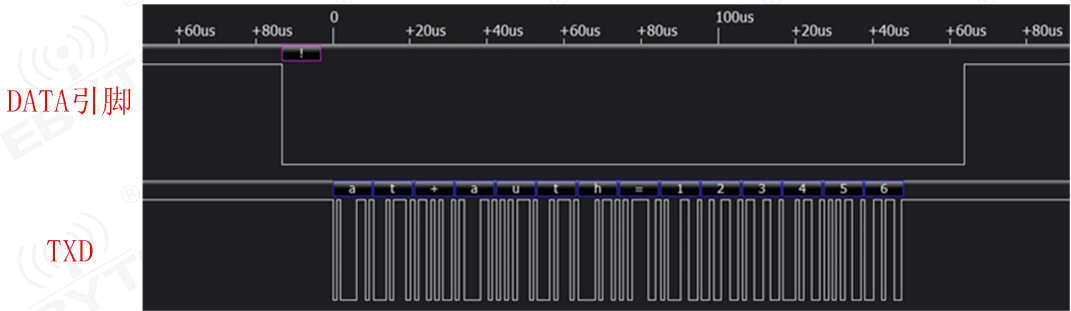 0 100us
+60us +80us +20us +40us +60us +80us +20us +40us +60us +80us
!
DATA引脚
a t + a u t h = 1 2 3 4 5 6
TXD
EBYTE
®
®